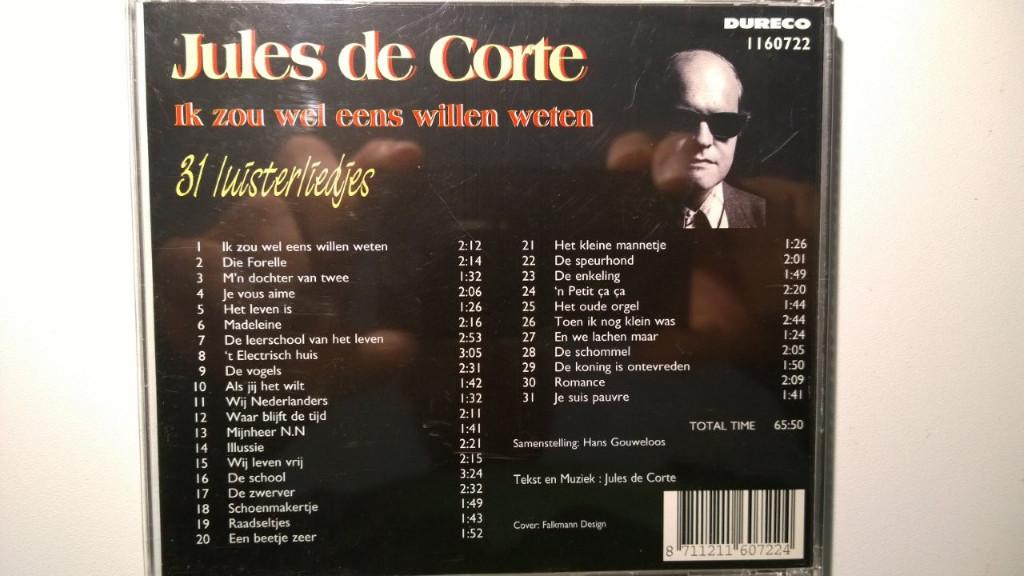 DURECO
1160722
Jules de Corte
Ik zou wel eens willen weten
31 luisterliedjes
1 Ik zou wel eens willen weten 2:12
2 Die Forelle 2:14
3 M'n dochter van twee 1:32
4 Je vous aime 2:06
5 Het leven is 1:26
6 Madeleine 2:16
7 De leerschool van het leven 2:53
8 't Electrisch huis 3:05
9 De vogels 2:31
10 Als jij het wilt 1:42
11 Wij Nederlanders 1:32
12 Waar blijft de tijd 2:11
13 Mijnheer N.N 1:41
14 Illussie 2:21
15 Wij leven vrij 2:15
16 De school 3:24
17 De zwerver 2:32
18 Schoenmakertje 1:49
19 Raadseltjes 1:43
20 Een beetje zeer 1:52
21 Het kleine mannetje 1:26
22 De speurhond 2:01
23 De enkeling 1:49
24 'n Petit ça ça 2:20
25 Het oude orgel 1:44
26 Toen ik nog klein was 2:44
27 En we lachen maar 1:24
28 De schommel 2:05
29 De koning is ontevreden 1:50
30 Romance 2:09
31 Je suis pauvre 1:41
TOTAL TIME 65:50
Samenstelling: Hans Gouweloos
Tekst en Muziek : Jules de Corte
Cover: Falkmann Design
8 711211 607224